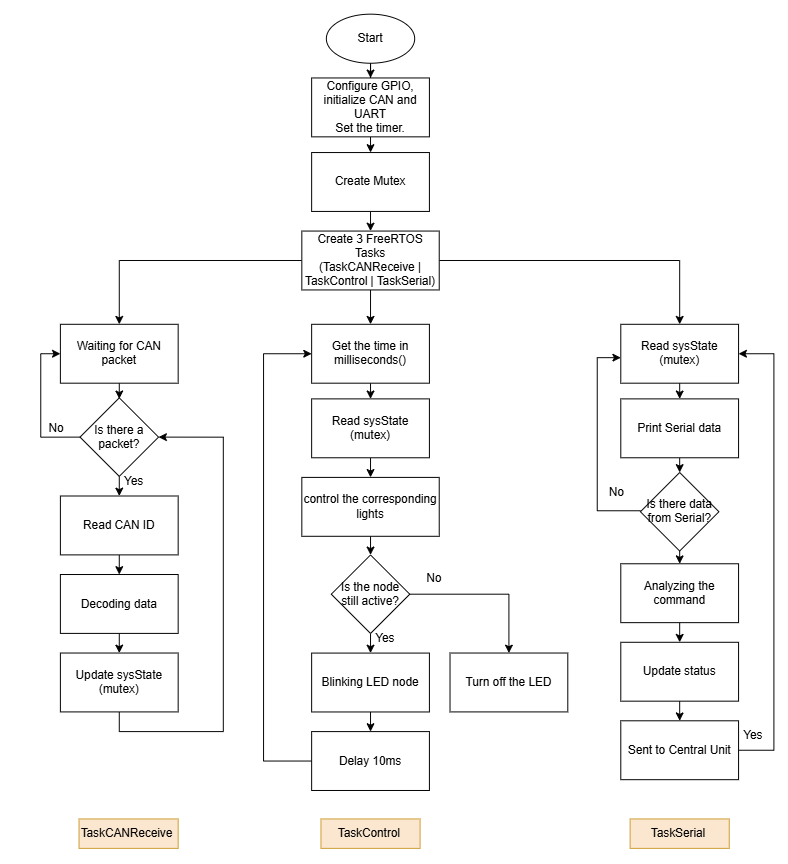 Start
Configure GPIO,
initialize CAN and
UART
Set the timer.
Create Mutex
Create 3 FreeRTOS
Tasks
(TaskCANReceive |
TaskControl | TaskSerial)
Waiting for CAN
packet
No
Is there a
packet?
Yes
Read CAN ID
Decoding data
Update sysState
(mutex)
Get the time in
milliseconds()
Read sysState
(mutex)
control the corresponding
lights
Is the node
still active?
No
Yes
Blinking LED node
Turn off the LED
Delay 10ms
Read sysState
(mutex)
Print Serial data
No
Is there data
from Serial?
Analyzing the
command
Update status
Sent to Central Unit
Yes
TaskCANReceive
TaskControl
TaskSerial